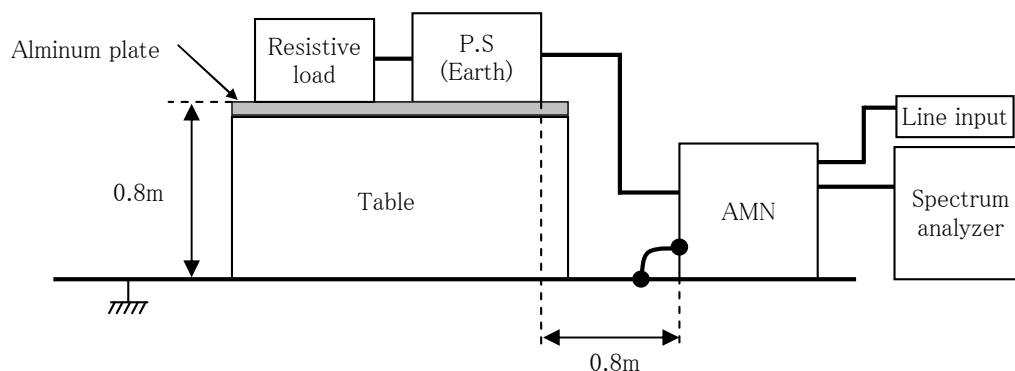 Alminum plate
Resistive
load
P.S
(Earth)
Line input
0.8m
Table
AMN
Spectrum
analyzer
0.8m